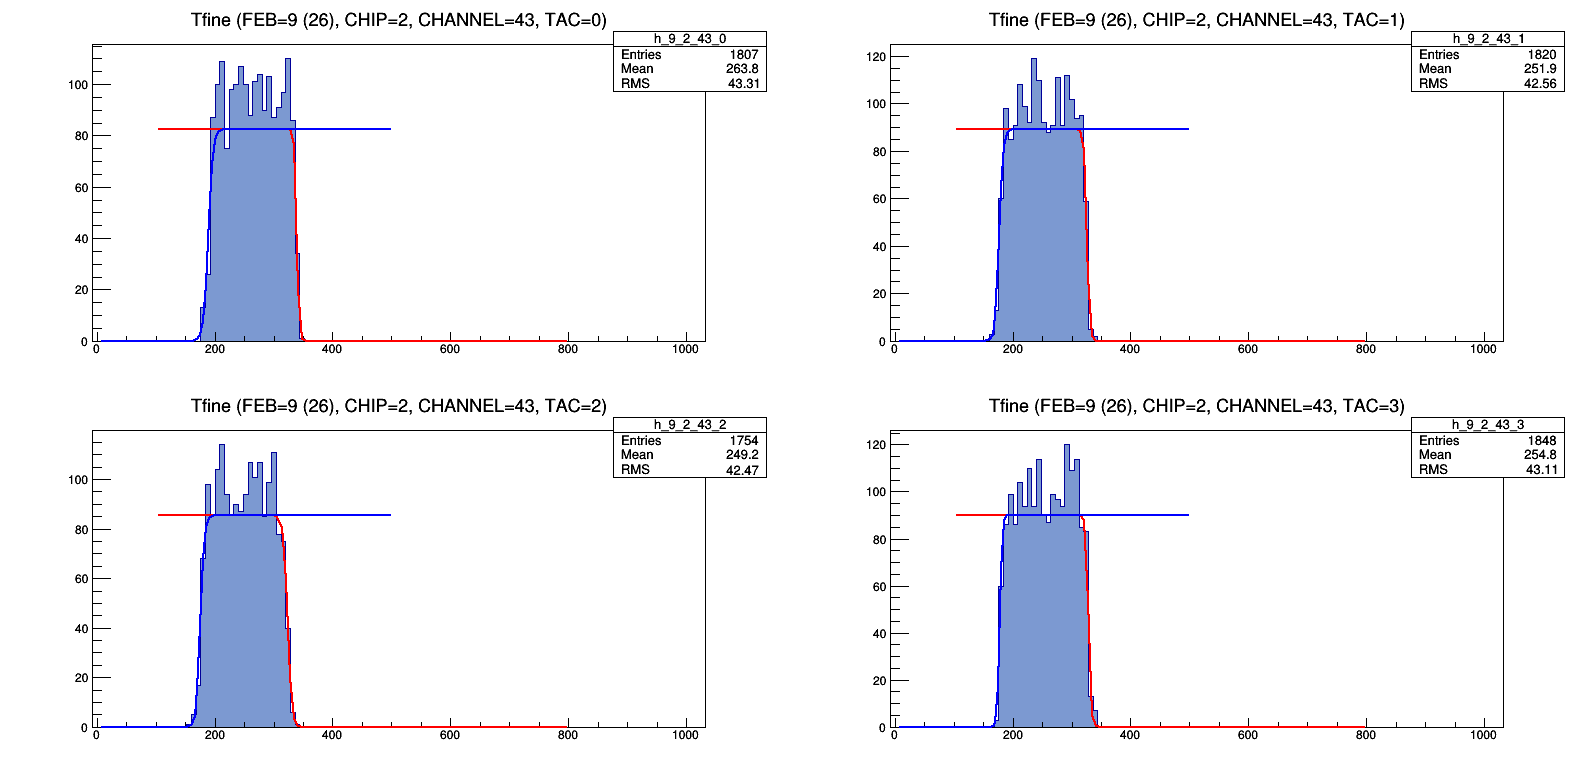 Tfine (FEB=9 (26), CHIP=2, CHANNEL=43, TAC=0)
h_9_2_43_0
Entries 1807
Mean 263.8
RMS 43.31
100
80
60
40
20
0
0 200 400 600 800 1000
Tfine (FEB=9 (26), CHIP=2, CHANNEL=43, TAC=1)
h_9_2_43_1
Entries 1820
Mean 251.9
RMS 42.56
120
100
80
60
40
20
0
0 200 400 600 800 1000
Tfine (FEB=9 (26), CHIP=2, CHANNEL=43, TAC=2)
h_9_2_43_2
Entries 1754
Mean 249.2
RMS 42.47
100
80
60
40
20
0
0 200 400 600 800 1000
Tfine (FEB=9 (26), CHIP=2, CHANNEL=43, TAC=3)
h_9_2_43_3
Entries 1848
Mean 254.8
RMS 43.11
120
100
80
60
40
20
0
0 200 400 600 800 1000